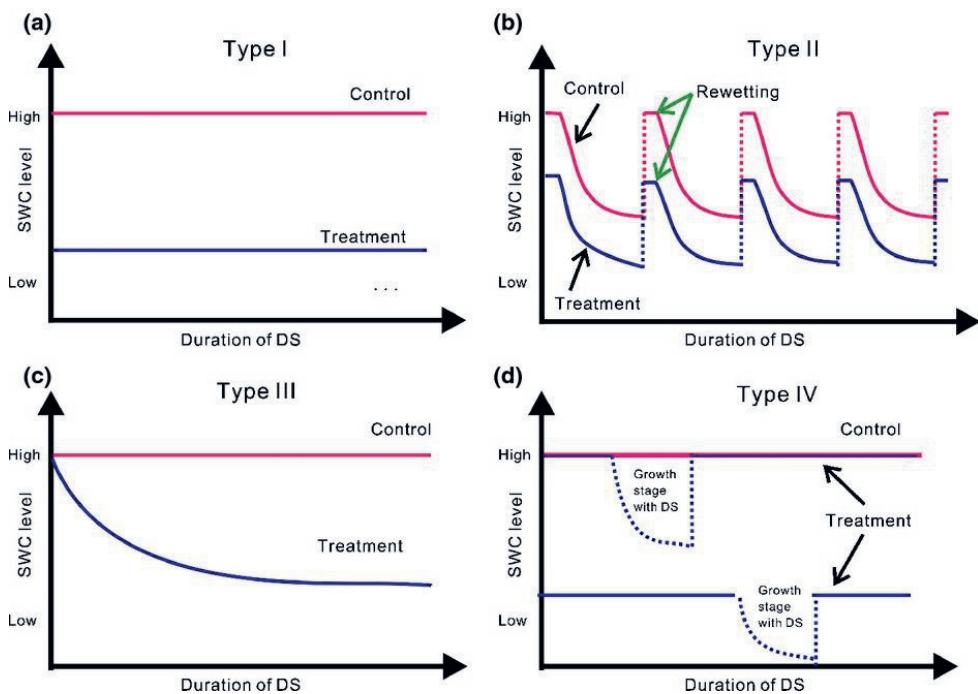 (a)
Type I
High
Control
SWC level
Treatment
Low
. . .
Duration of DS
(b)
Type II
High
Control
Rewetting
SWC level
Low
Treatment
Duration of DS
(c)
Type III
Control
High
SWC level
Treatment
Low
Duration of DS
(d)
Type IV
Control
High
Growth
stage
with DS
SWC level
Treatment
Growth
stage
with DS
Low
Duration of DS